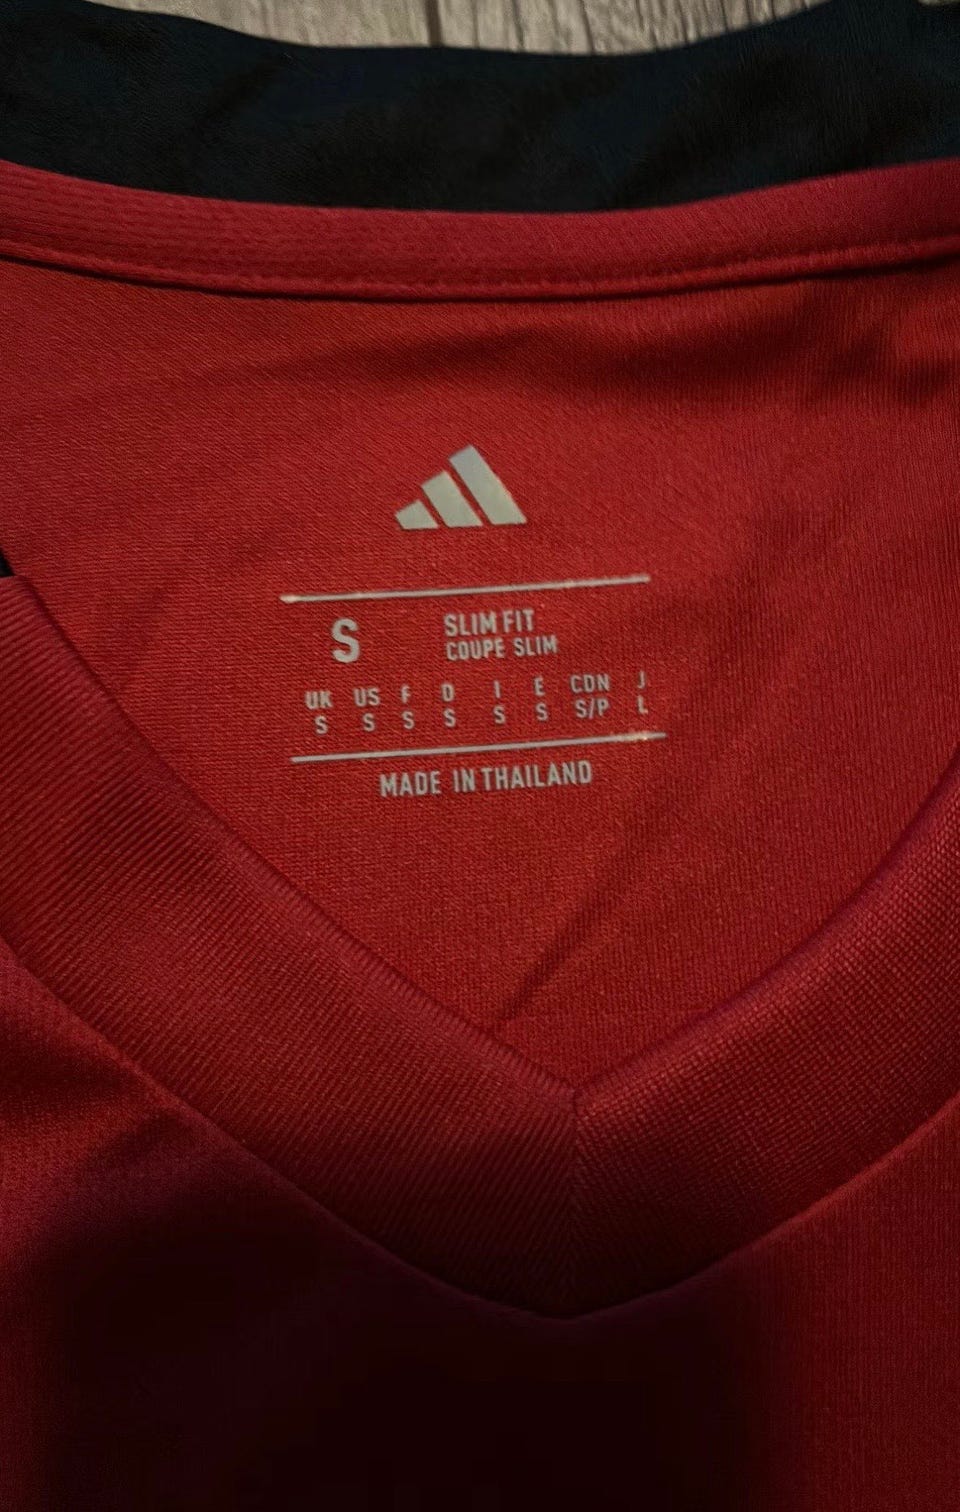 S
SLIM FIT
COUPE SLIM
UK US F D I E CDN J
S S S S S S S/P L
MADE IN THAILAND